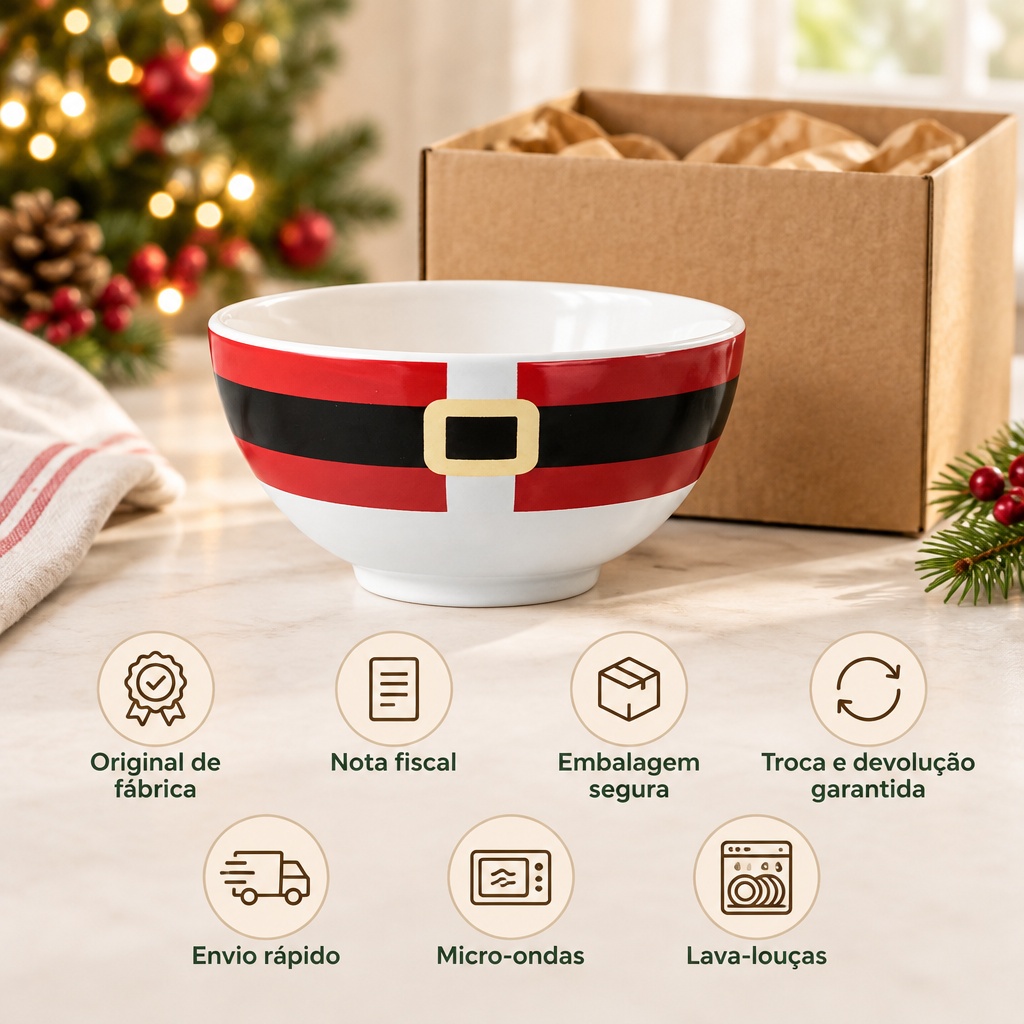 Original de
fábrica
Nota fiscal
Embalagem
segura
Troca e devolução
garantida
Envio rápido
Micro-ondas
Lava-louças